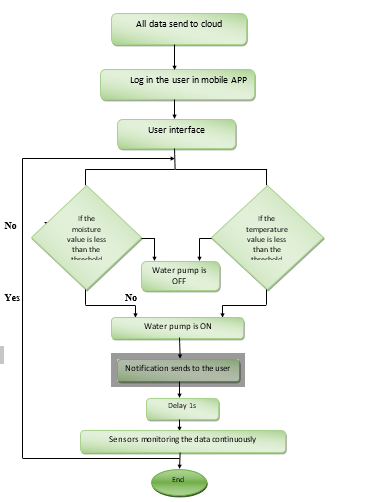 All data send to cloud
Log in the user in mobile APP
User interface
No
If the
moisture
value is less
than the
threshold
If the
temperature
value is less
than the
threshold
Water pump is
OFF
Yes
No
Water pump is ON
Notification sends to the user
Delay 1s
Sensors monitoring the data continuously
End